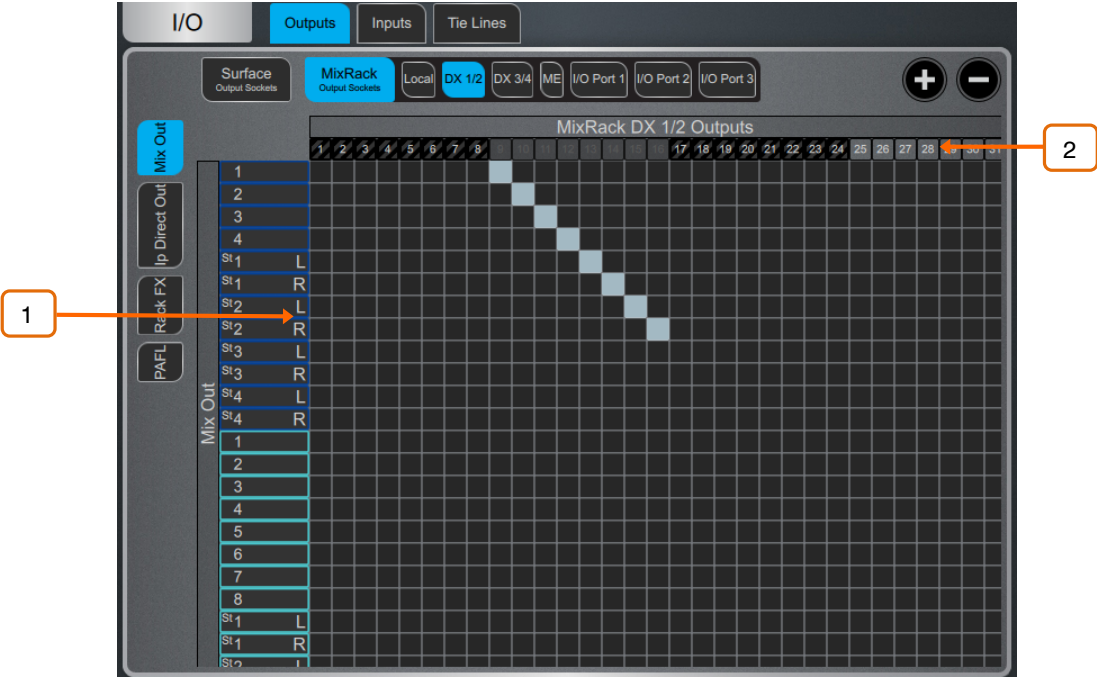 I/O Outputs Inputs Tie Lines
Surface
Output Sockets
MixRack
Output Sockets
Local DX 1/2 DX 3/4 ME I/O Port 1 I/O Port 2 I/O Port 3
MixRack DX 1/2 Outputs
1 2 3 4 5 6 7 8 9 10 11 12 13 14 15 16 17 18 19 20 21 22 23 24 25 26 27 28 29 30 31
2
Mix Out
Ip Direct Out
Rack FX
PAFL
1
Mix Out
1
2
3
4
St1 L
St1 R
St2 L
St2 R
St3 L
St3 R
St4 L
St4 R
1
2
3
4
5
6
7
8
St1 L
St1 R
St2 L